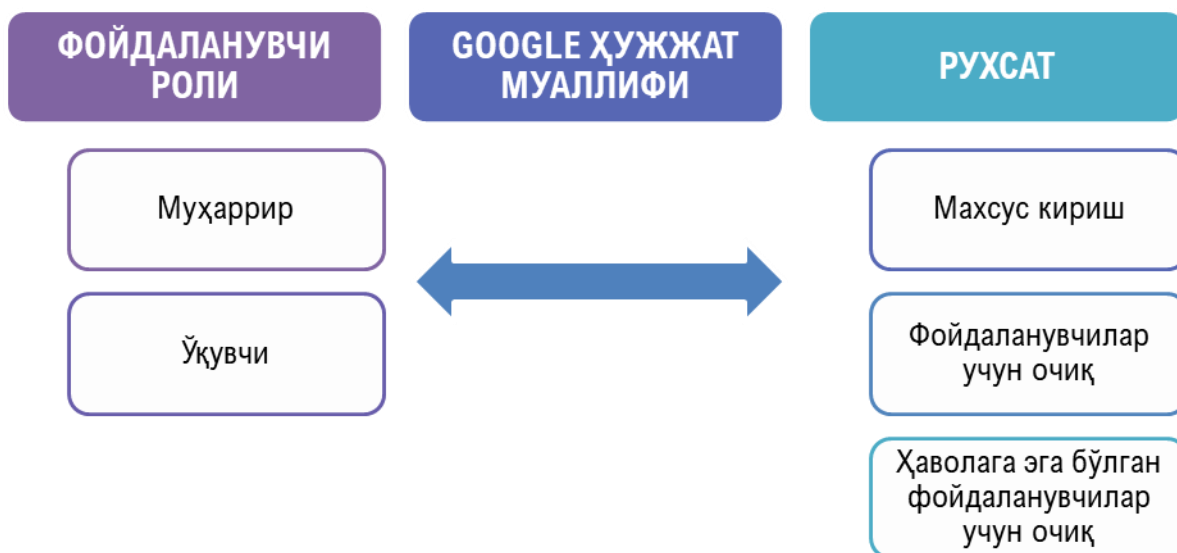 ФОЙДАЛАНУВЧИ
РОЛИ
GOOGLE ҲУЖЖАТ
МУАЛЛИФИ
РУХСАТ
Муҳаррир
Ўқувчи
Махсус кириш
Фойдаланувчилар
учун очиқ
Ҳаволага эга бўлган
фойдаланувчилар
учун очиқ